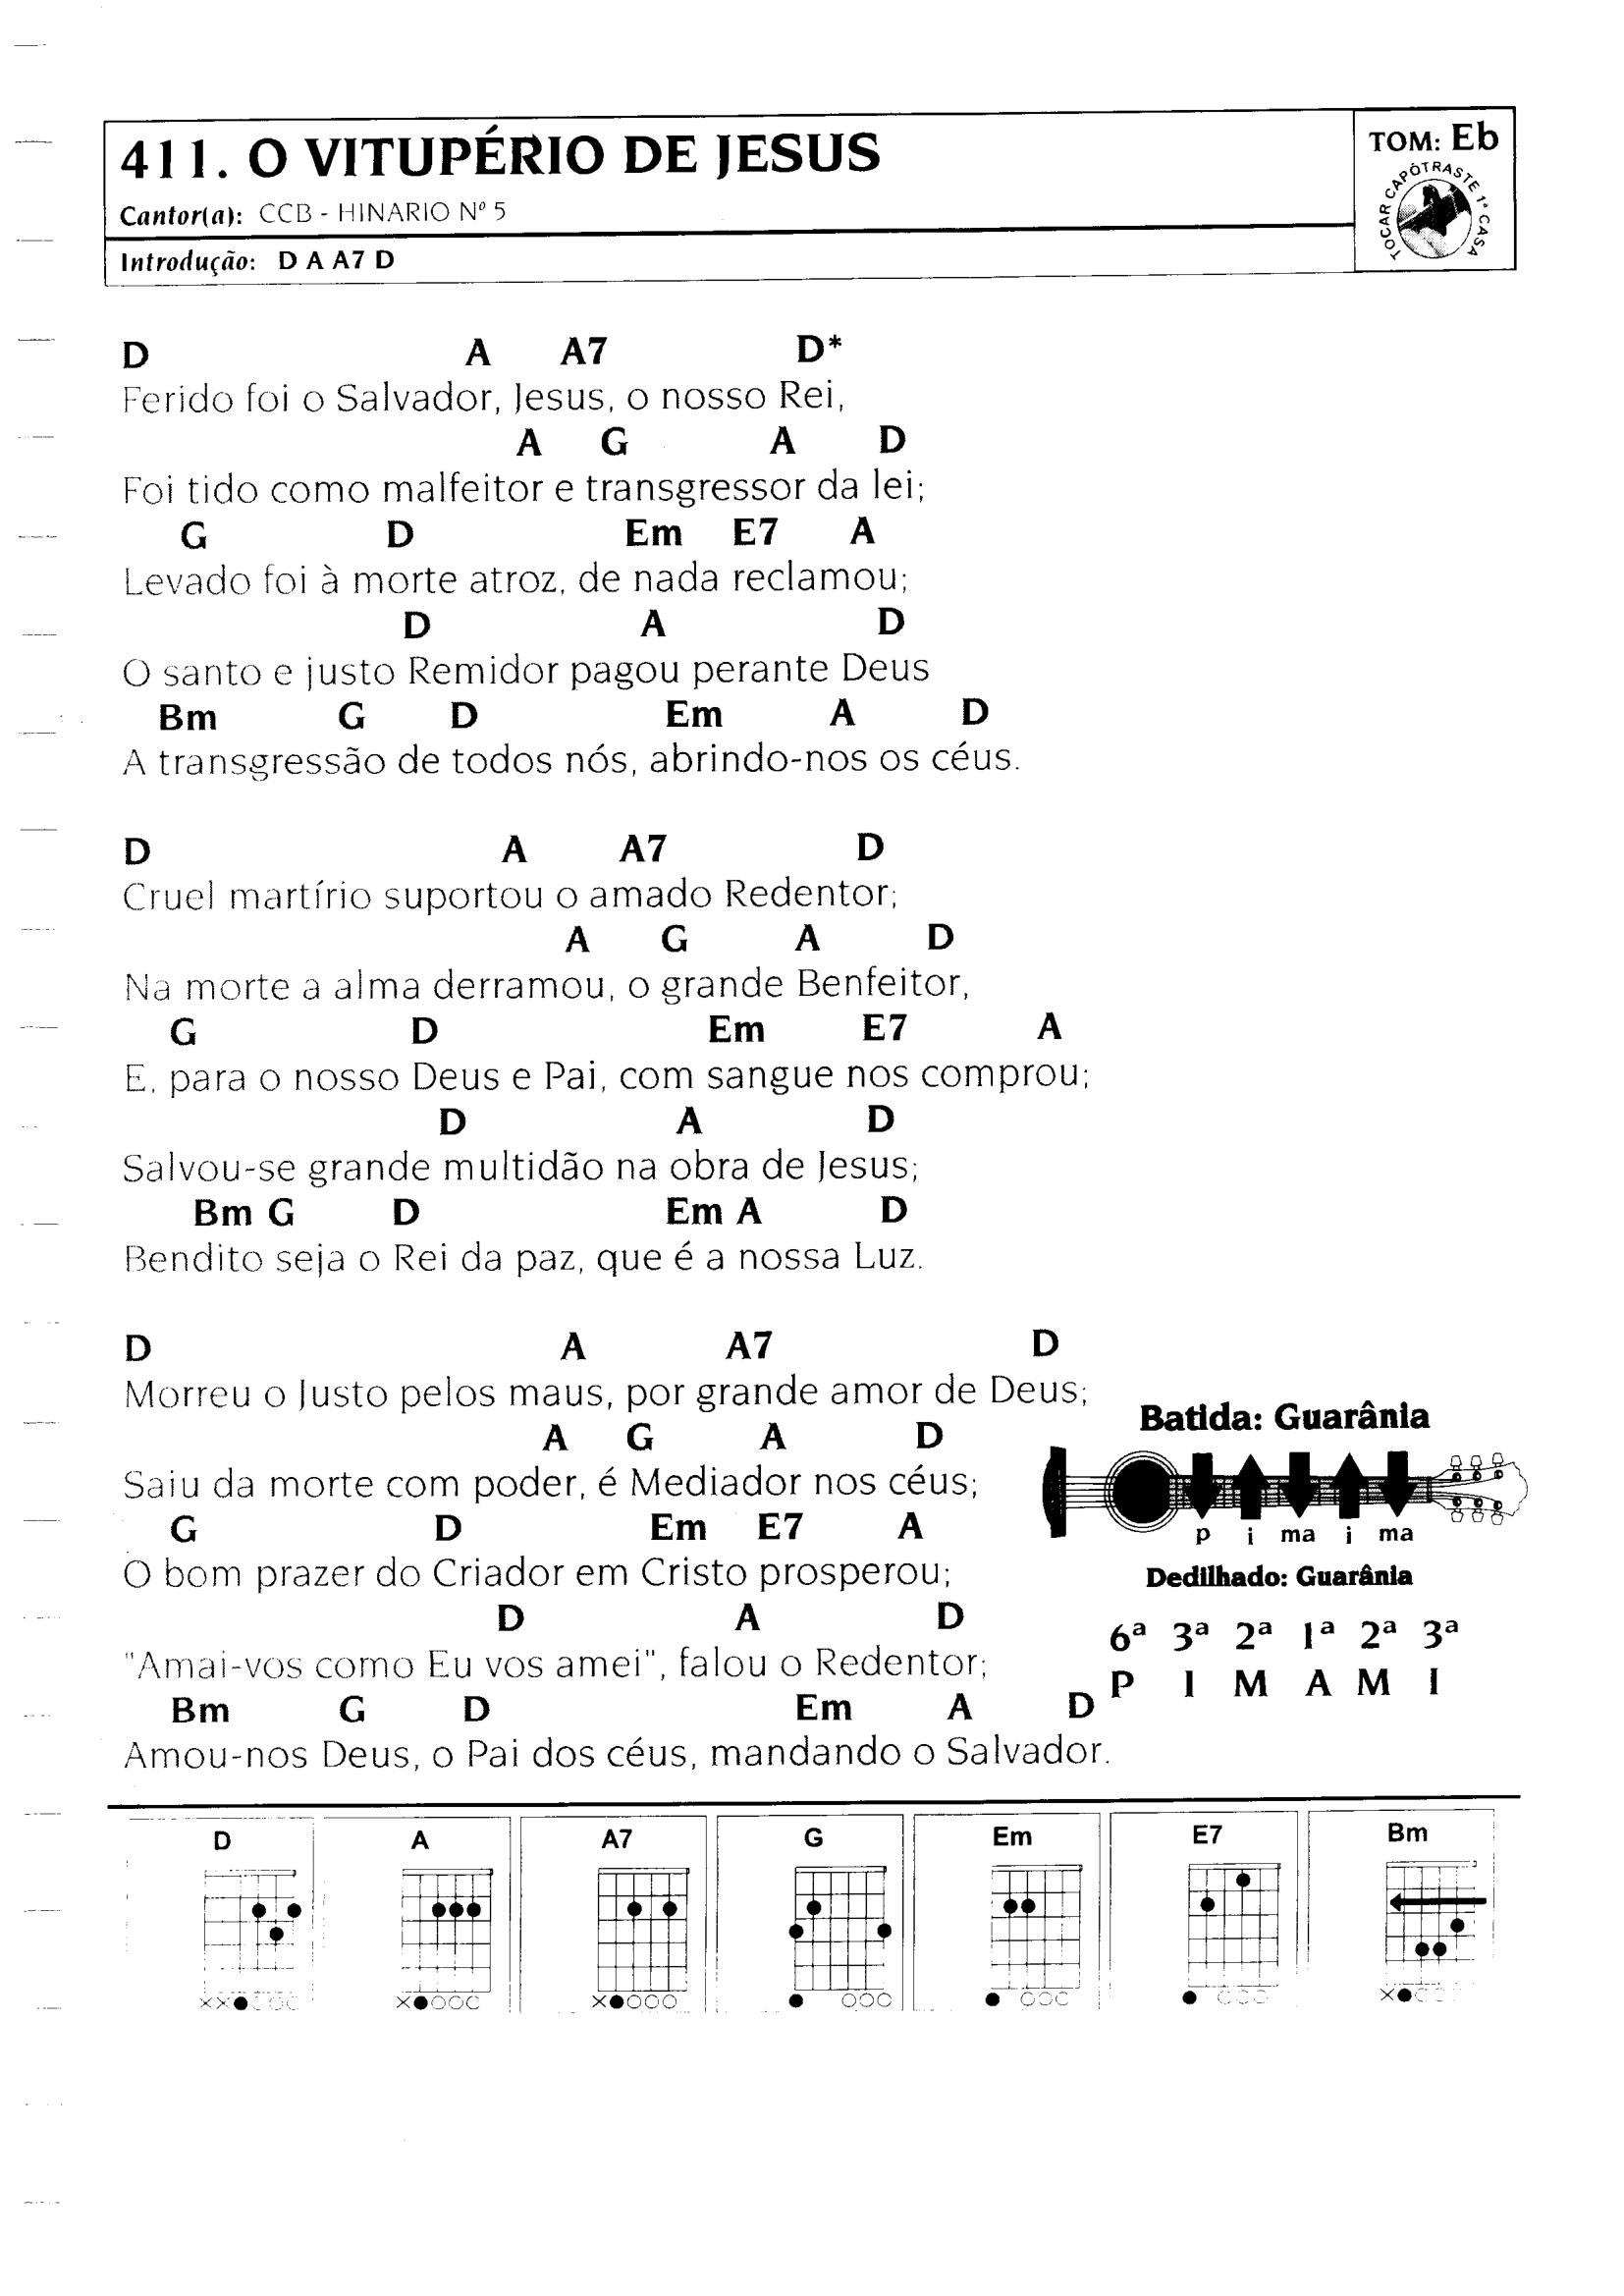 411. O VITUPÉRIO DE JESUS
TOM: Eb
TOCAR CAPÒTRASTE 1ª CASA
Cantor(a): CCB - HINARIO Nº 5
Introdução: D A A7 D
D A A7 D*
Ferido foi o Salvador, Jesus, o nosso Rei,
A G A D
Foi tido como malfeitor e transgressor da lei;
G D Em E7 A
Levado foi à morte atroz, de nada reclamou;
D A D
O santo e justo Remidor pagou perante Deus
Bm G D Em A D
A transgressão de todos nós, abrindo-nos os céus.
D A A7 D
Cruel martírio suportou o amado Redentor;
A G A D
Na morte a alma derramou, o grande Benfeitor,
G D Em E7 A
E, para o nosso Deus e Pai, com sangue nos comprou;
D A D
Salvou-se grande multidão na obra de Jesus;
Bm G D Em A D
Bendito seja o Rei da paz, que é a nossa Luz.
D A A7 D
Morreu o Justo pelos maus, por grande amor de Deus;
A G A D
Saiu da morte com poder, é Mediador nos céus;
G D Em E7 A
O bom prazer do Criador em Cristo prosperou;
D A D
"Amai-vos como Eu vos amei", falou o Redentor;
Bm G D Em A D
Amou-nos Deus, o Pai dos céus, mandando o Salvador.
Batida: Guarânia
p i ma i ma
Dedilhado: Guarânia
6ª 3ª 2ª 1ª 2ª 3ª
P I M A M I
D A A7 G Em E7 Bm